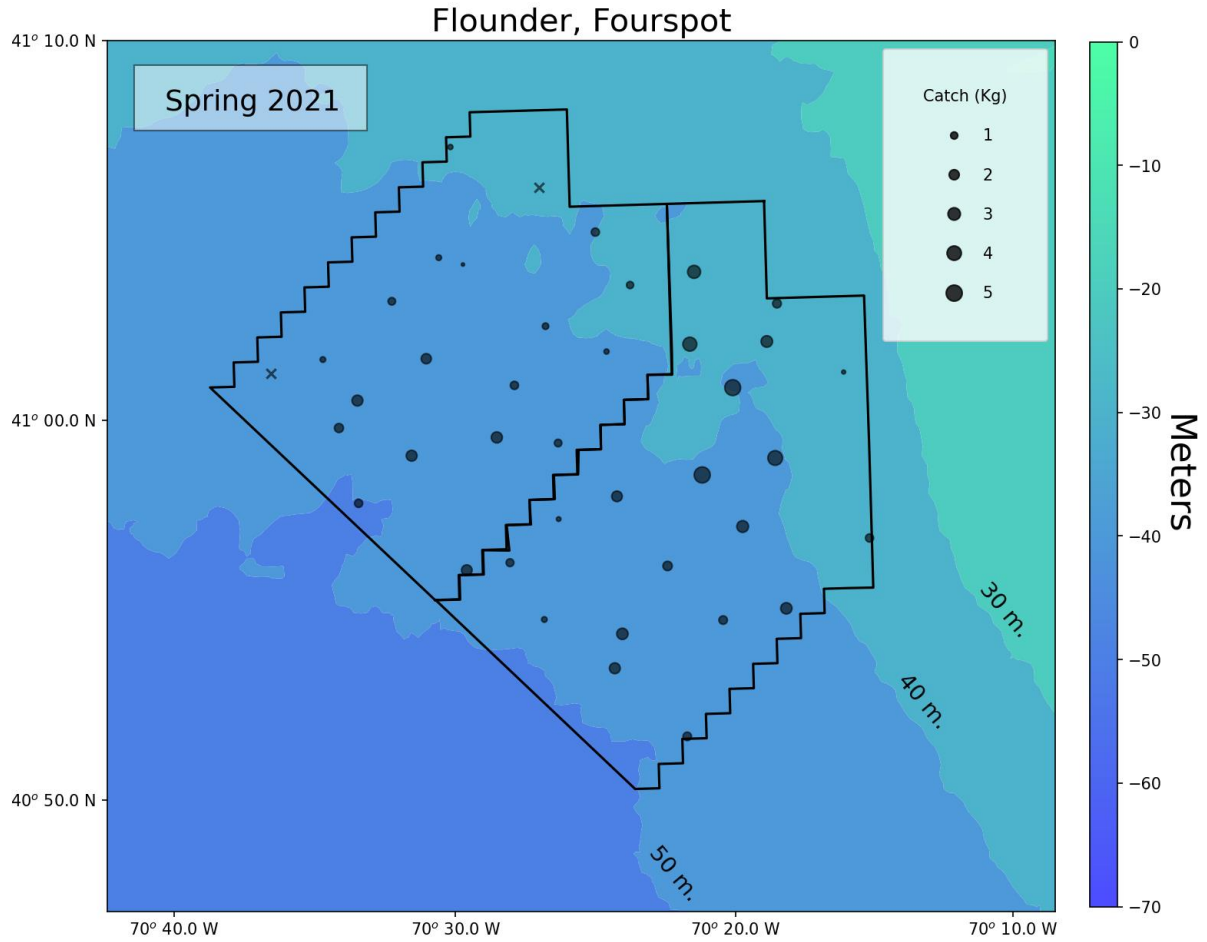 Flounder, Fourspot
41° 10.0 N
41° 00.0 N
40° 50.0 N
Spring 2021
Catch (Kg)
1
2
3
4
5
30 m.
40 m.
50 m.
70° 40.0 W
70° 30.0 W
70° 20.0 W
70° 10.0 W
0
−10
−20
−30
−40
−50
−60
−70
Meters